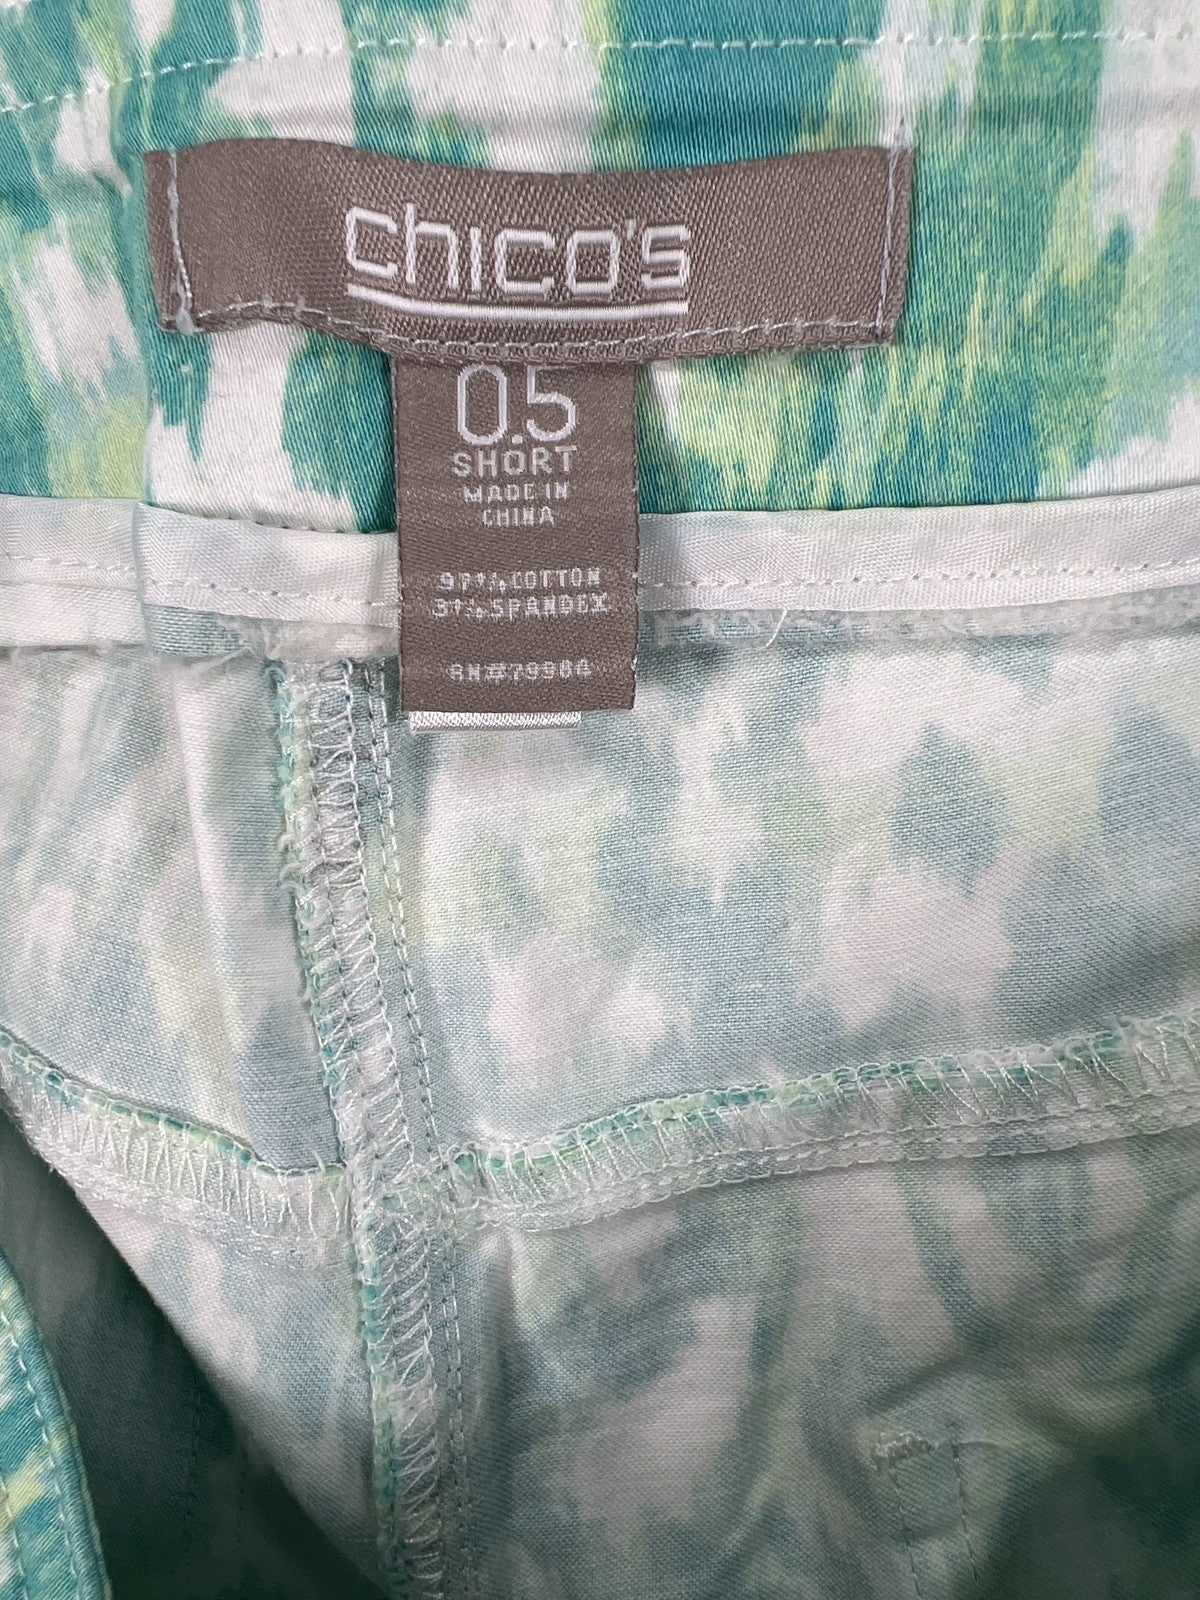 chico's
0.5
SHORT
MADE IN
CHINA
97% COTTON
3% SPANDEX
RN#79984